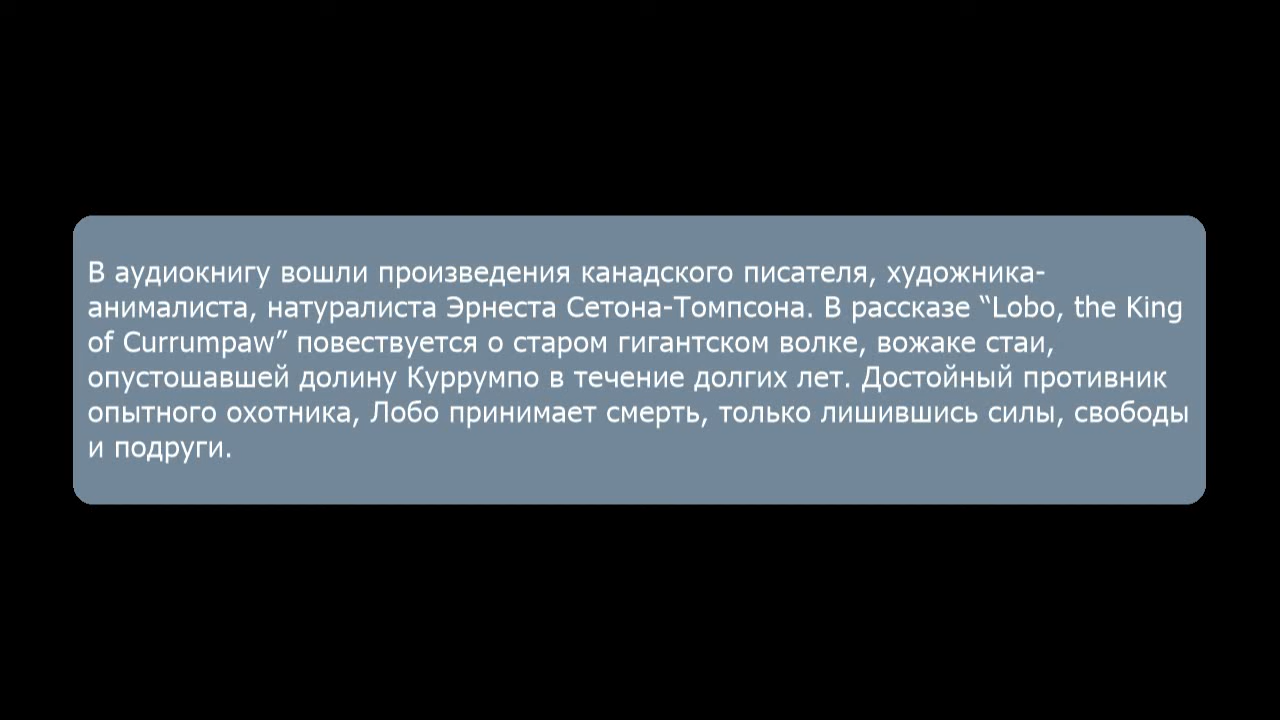 В аудиокнигу вошли произведения канадского писателя, художника-
анималиста, натуралиста Эрнеста Сетона-Томпсона. В рассказе “Lobo, the King
of Currumpaw” повествуется о старом гигантском волке, вожаке стаи,
опустошавшей долину Куррумпо в течение долгих лет. Достойный противник
опытного охотника, Лобо принимает смерть, только лишившись силы, свободы
и подруги.